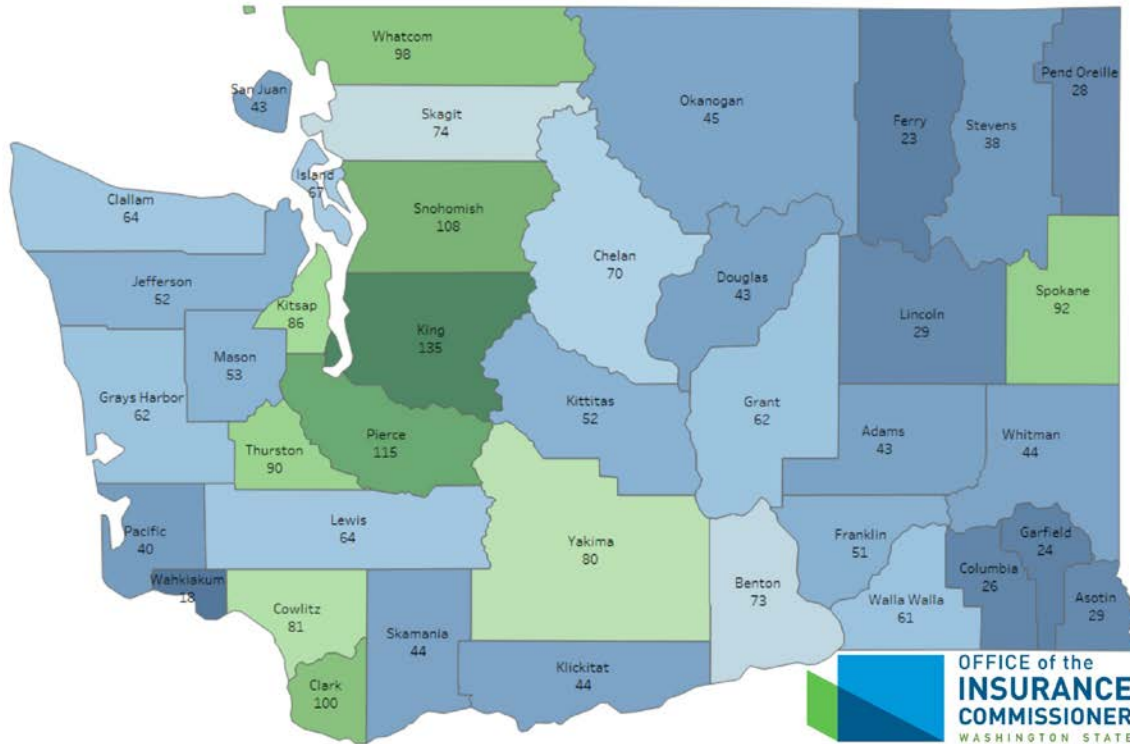 Whatcom
98
San Juan
43
Skagit
74
Okanogan
45
Ferry
23
Stevens
38
Pend Oreille
28
Island
67
Clallam
64
Snohomish
108
Chelan
70
Douglas
43
Jefferson
52
Kitsap
86
King
135
Lincoln
29
Spokane
92
Mason
53
Grays Harbor
62
Kittitas
52
Grant
62
Adams
43
Whitman
44
Thurston
90
Pierce
115
Pacific
40
Lewis
64
Yakima
80
Benton
73
Franklin
51
Garfield
24
Columbia
26
Walla Walla
61
Asotin
29
Wahkiakum
18
Cowlitz
81
Skamania
44
Klickitat
44
Clark
100
OFFICE of the
INSURANCE
COMMISSIONER
WASHINGTON STATE